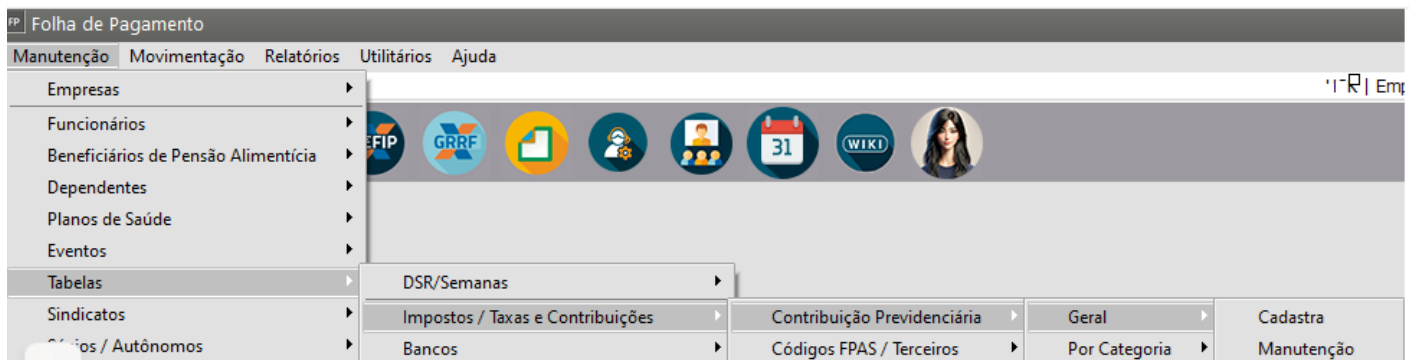 FP Folha de Pagamento
Manutenção Movimentação Relatórios Utilitários Ajuda
Empresas
Funcionários
GRRF 31 WIKI
Beneficiários de Pensão Alimentícia
Dependentes
Planos de Saúde
Eventos
Tabelas DSR/Semanas
Sindicatos Impostos / Taxas e Contribuições Contribuição Previdenciária Geral Cadastra
/ Autônomos Bancos Códigos FPAS / Terceiros Por Categoria Manutenção